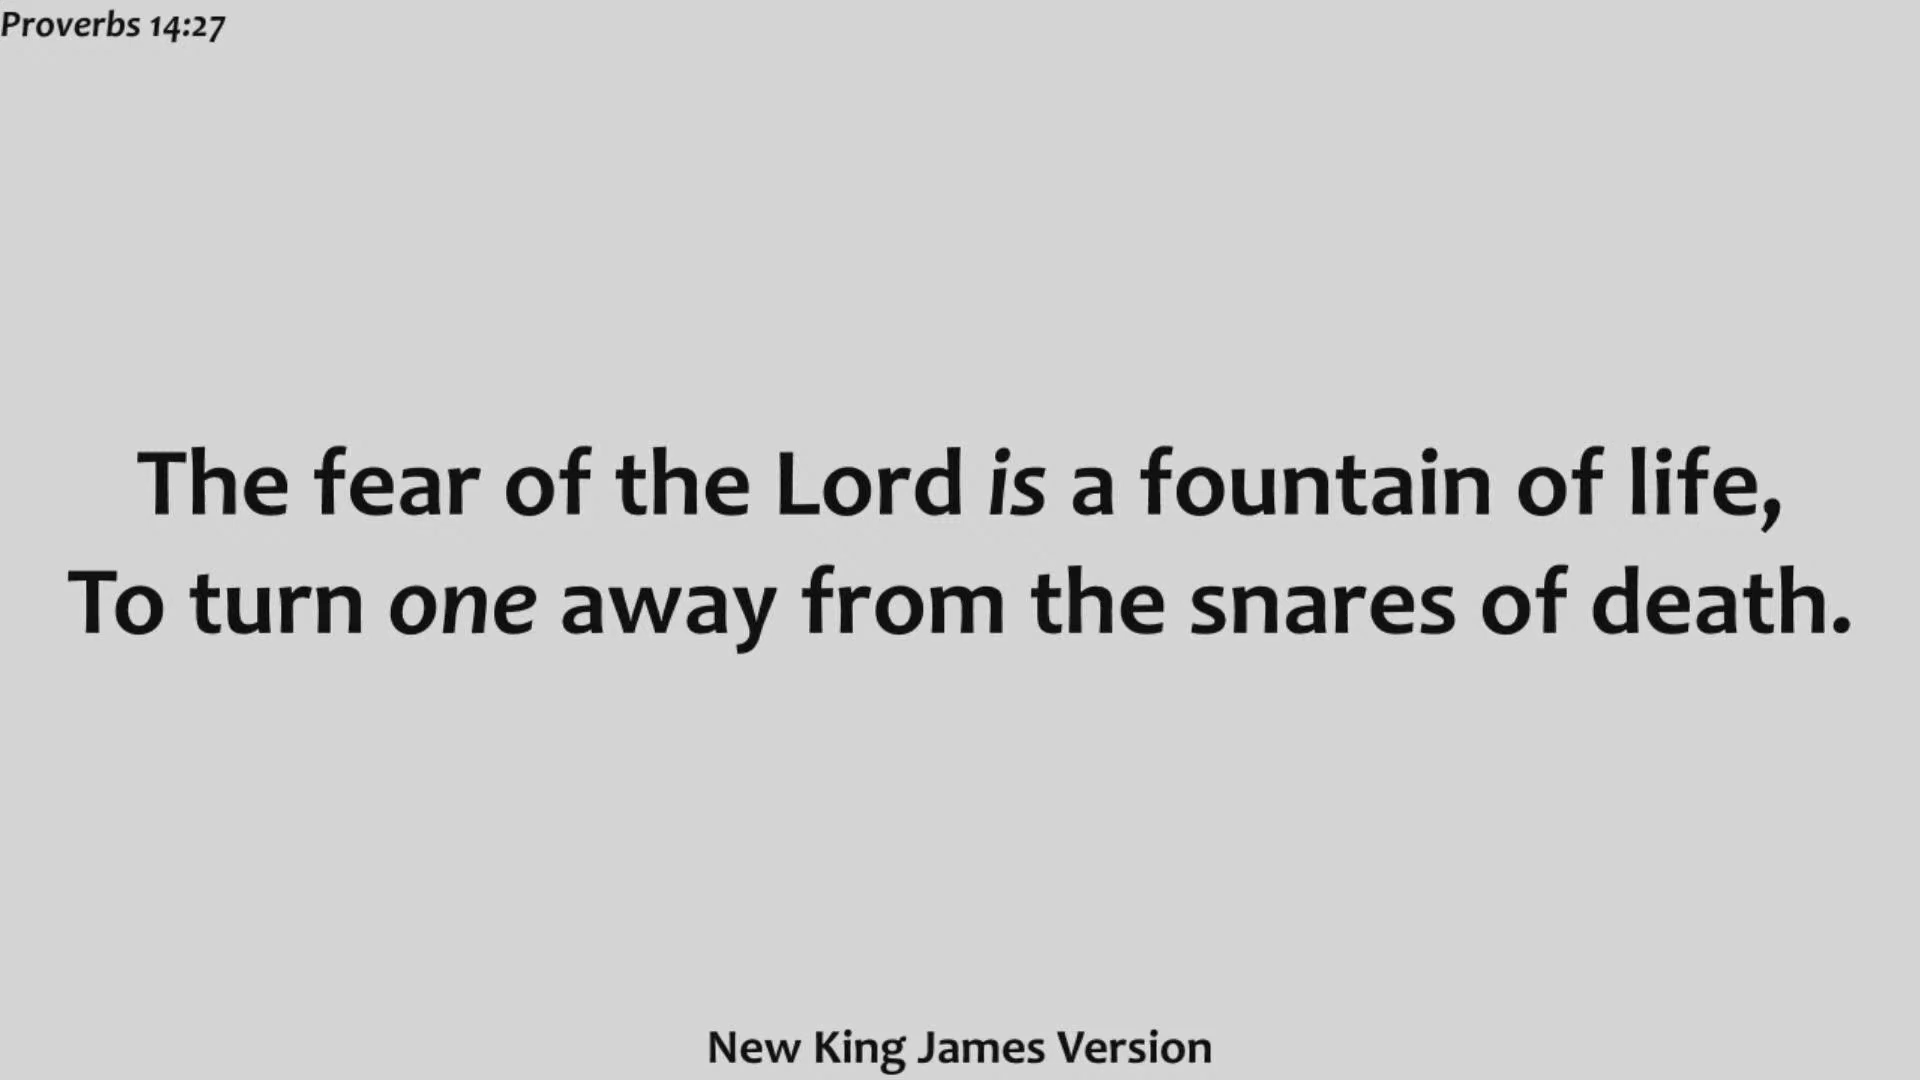 Proverbs 14:27
The fear of the Lord is a fountain of life,
To turn one away from the snares of death.
New King James Version